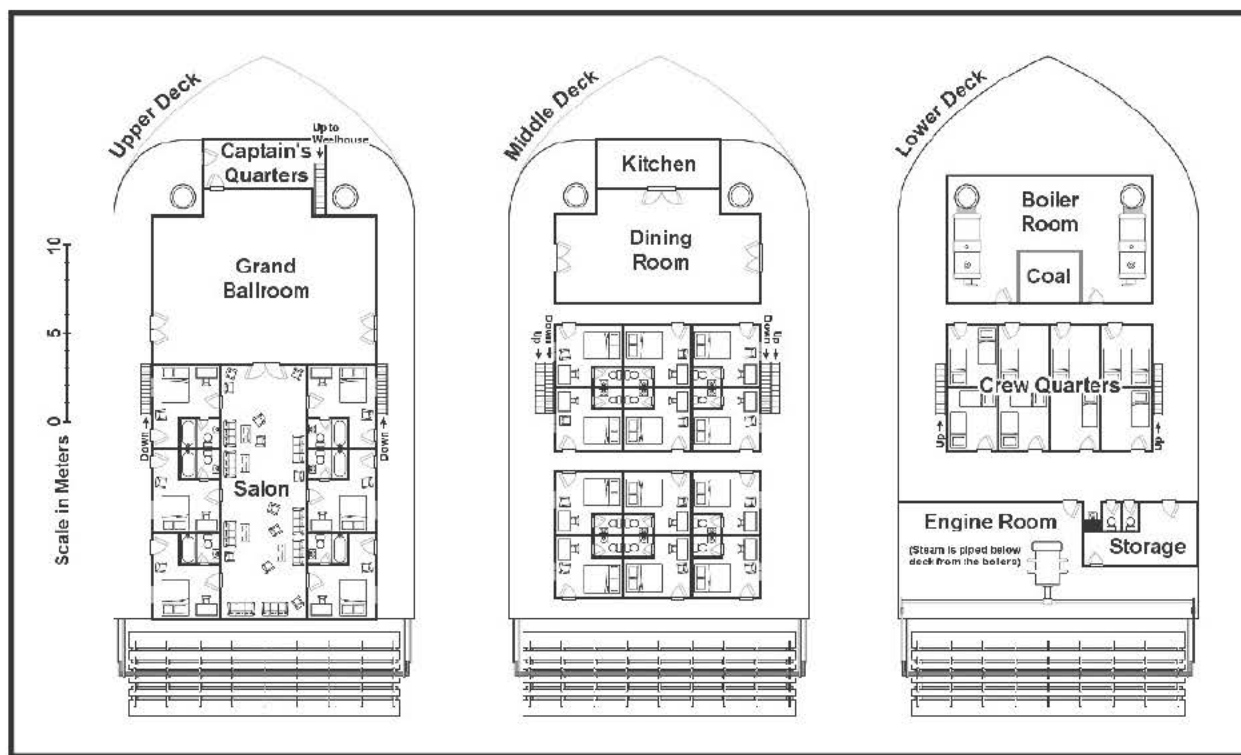 Upper Deck
Up to
Weelhouse
Captain's
Quarters
Grand
Ballroom
Salon
Down
Down
10
5
0
Scale in Meters
Middle Deck
Kitchen
Dining
Room
Up
Down
Down
Up
Lower Deck
Boiler
Room
Coal
Crew Quarters
Up
Up
Engine Room
(Steam is piped below
deck from the boilers)
Storage